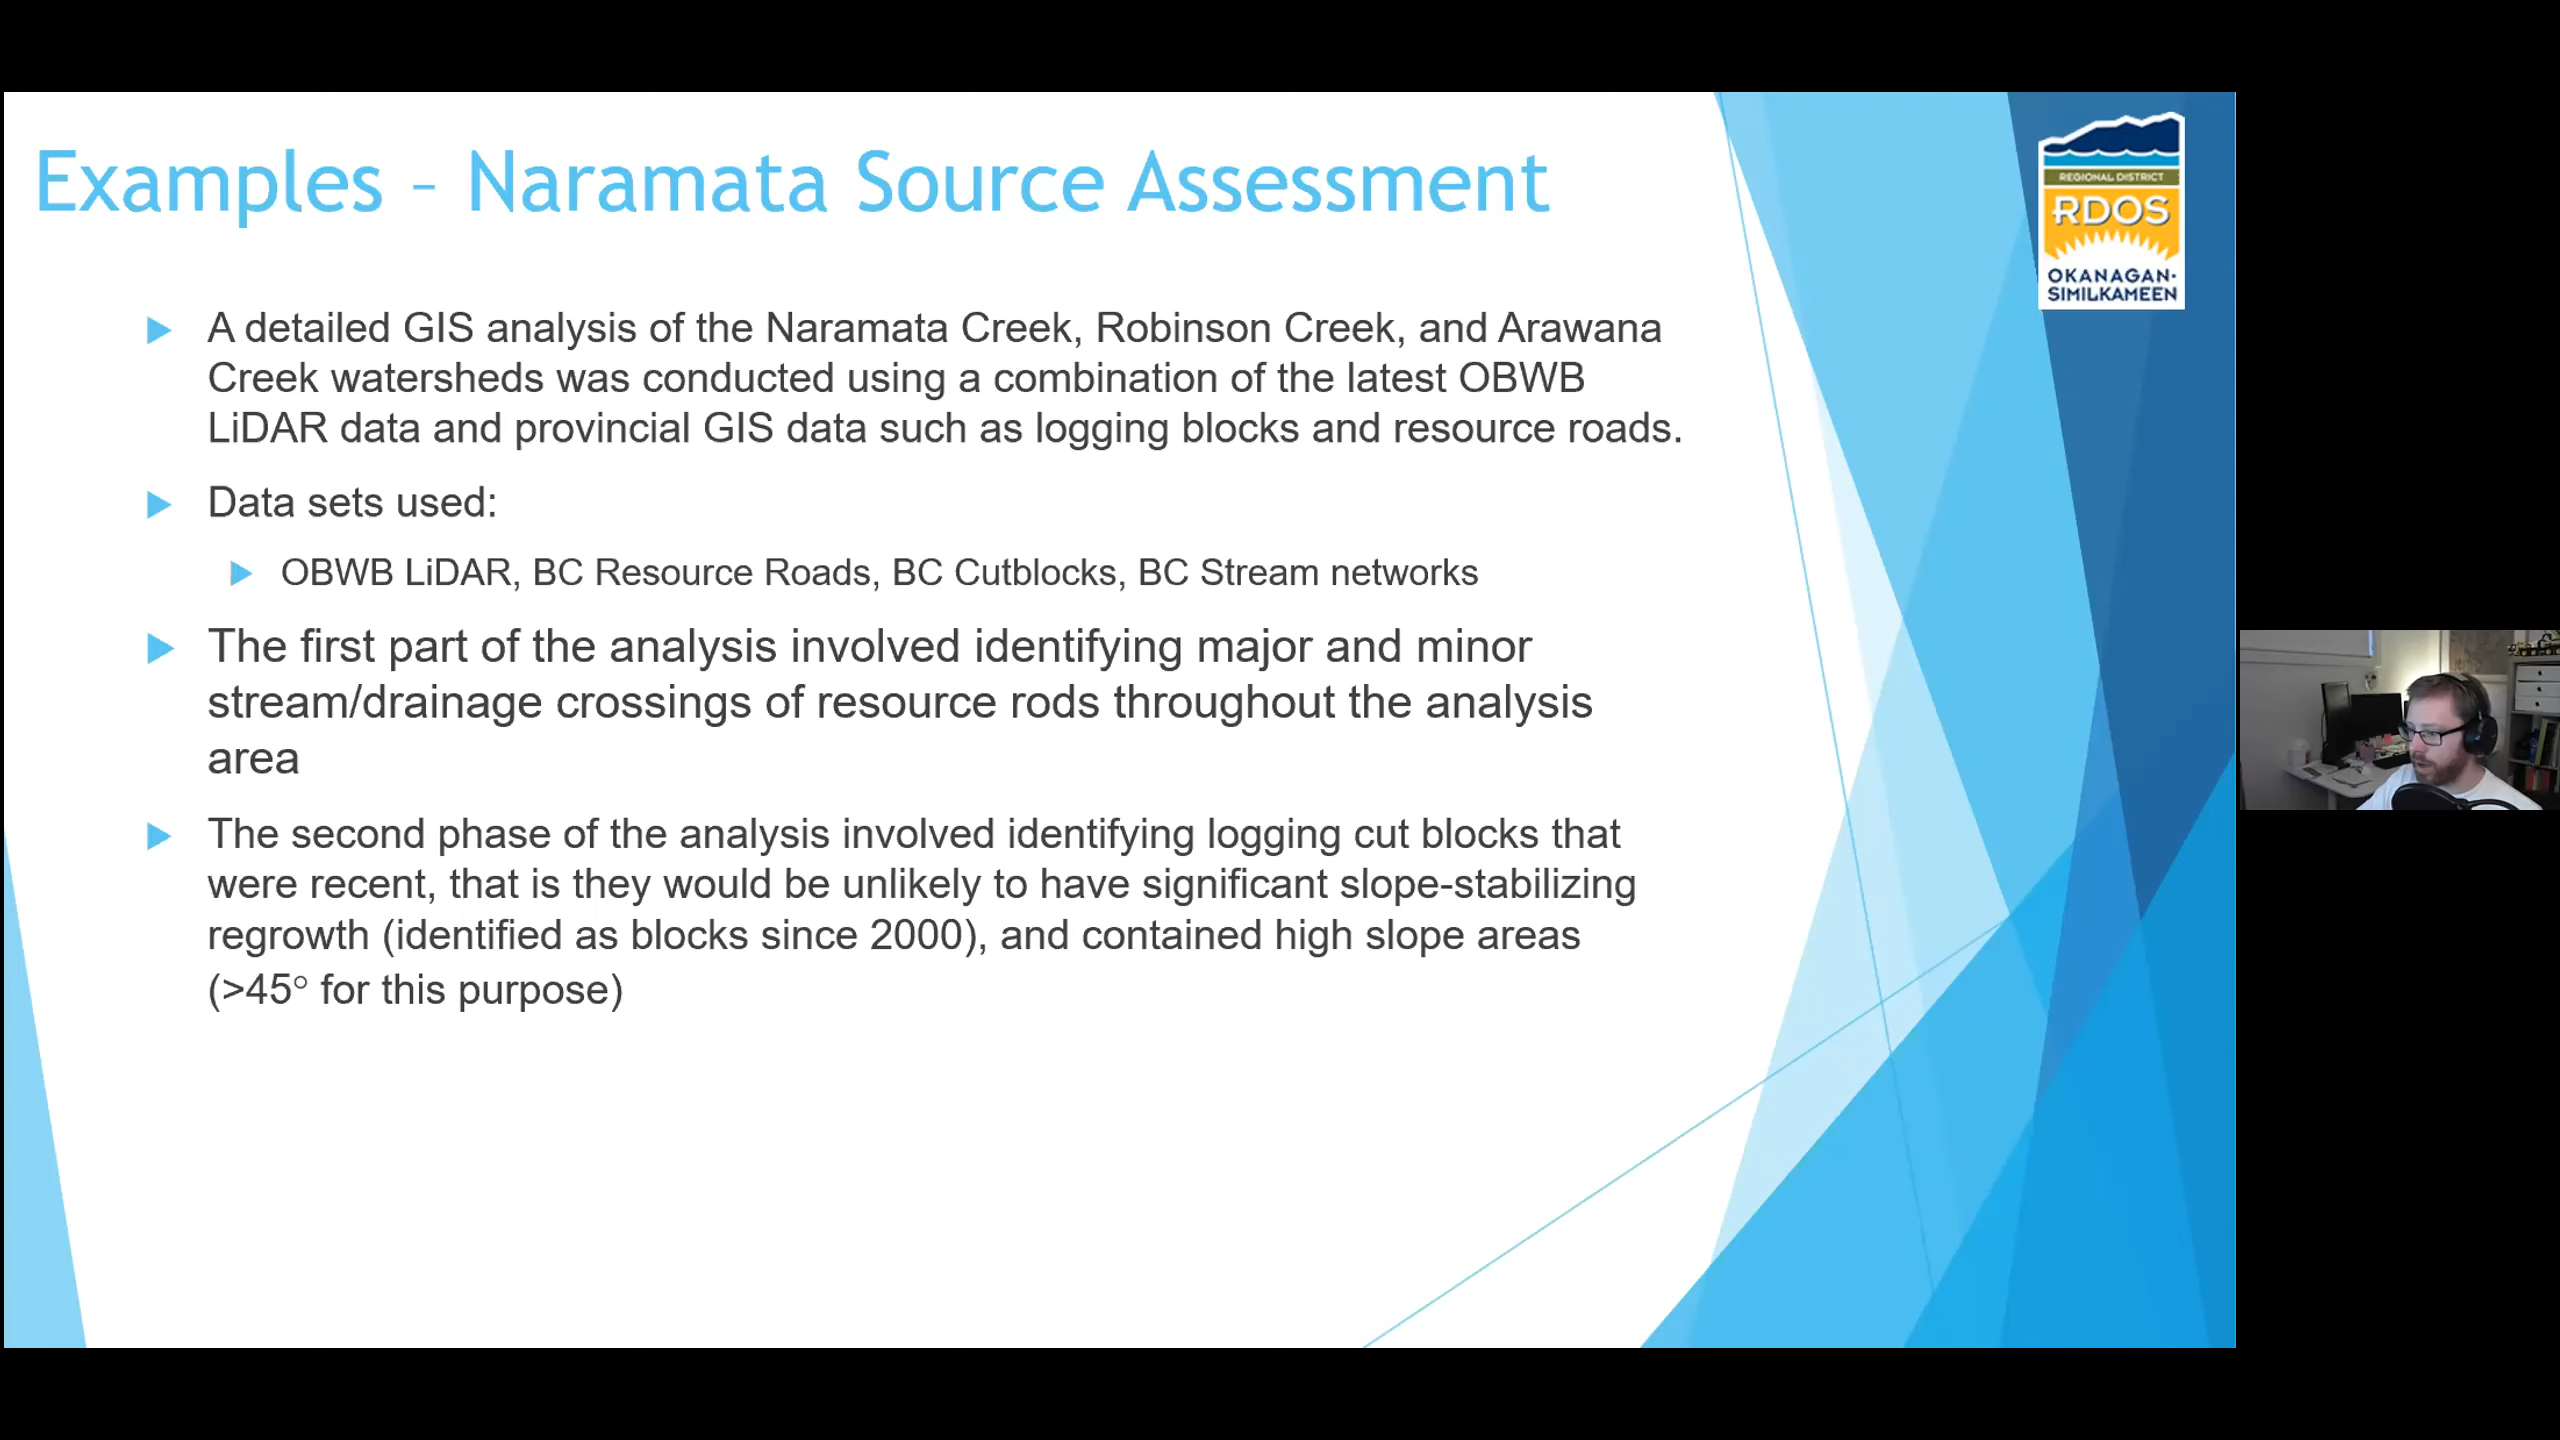 Examples – Naramata Source Assessment
REGIONAL DISTRICT
RDOS
OKANAGAN-
SIMILKAMEEN
A detailed GIS analysis of the Naramata Creek, Robinson Creek, and Arawana
Creek watersheds was conducted using a combination of the latest OBWB
LiDAR data and provincial GIS data such as logging blocks and resource roads.
Data sets used:
OBWB LiDAR, BC Resource Roads, BC Cutblocks, BC Stream networks
The first part of the analysis involved identifying major and minor
stream/drainage crossings of resource rods throughout the analysis
area
The second phase of the analysis involved identifying logging cut blocks that
were recent, that is they would be unlikely to have significant slope-stabilizing
regrowth (identified as blocks since 2000), and contained high slope areas
(>45° for this purpose)